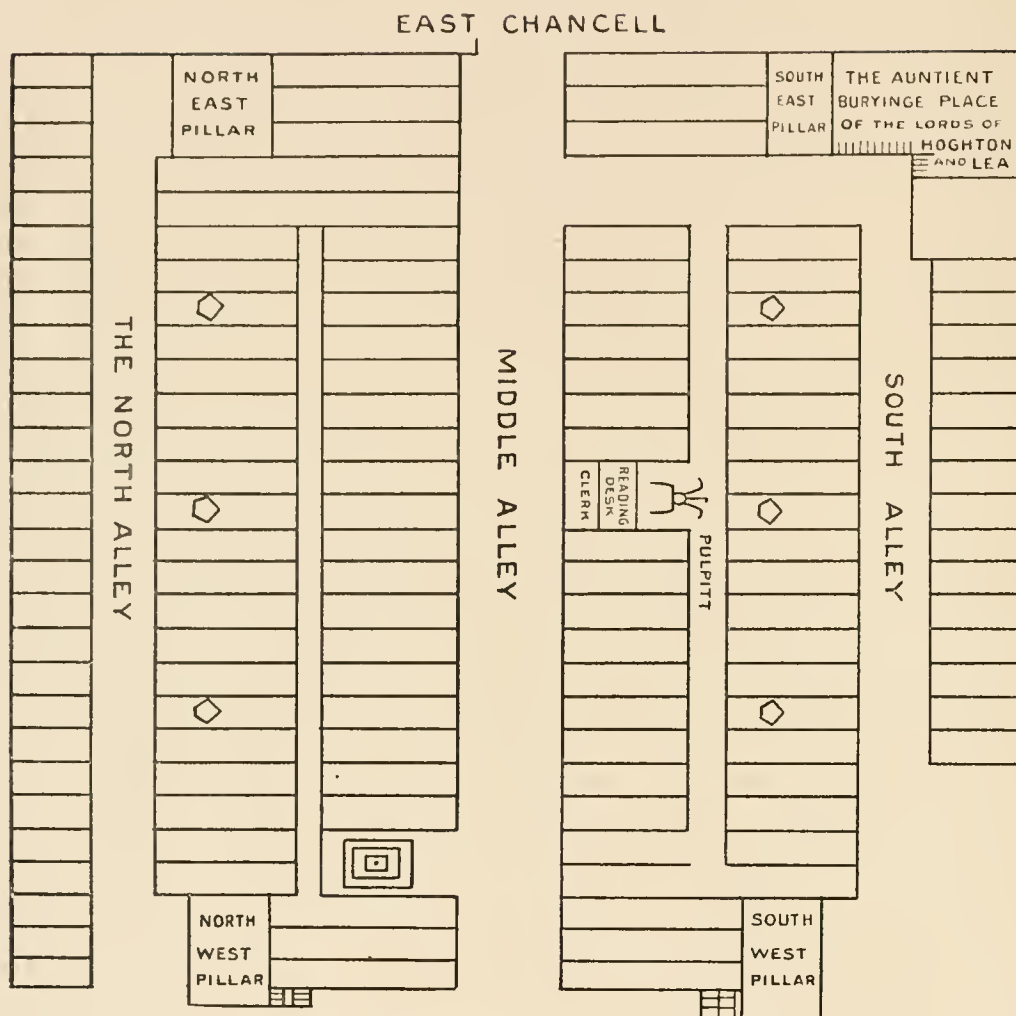 EAST CHANCELL
NORTH
EAST
PILLAR
SOUTH
EAST
PILLAR
THE AUNTIENT
BURYINGE PLACE
OF THE LORDS OF
HOGHTON
AND LEA
THE NORTH ALLEY
MIDDLE ALLEY
SOUTH ALLEY
CLERK
READING
DESK
PULPITT
NORTH
WEST
PILLAR
SOUTH
WEST
PILLAR